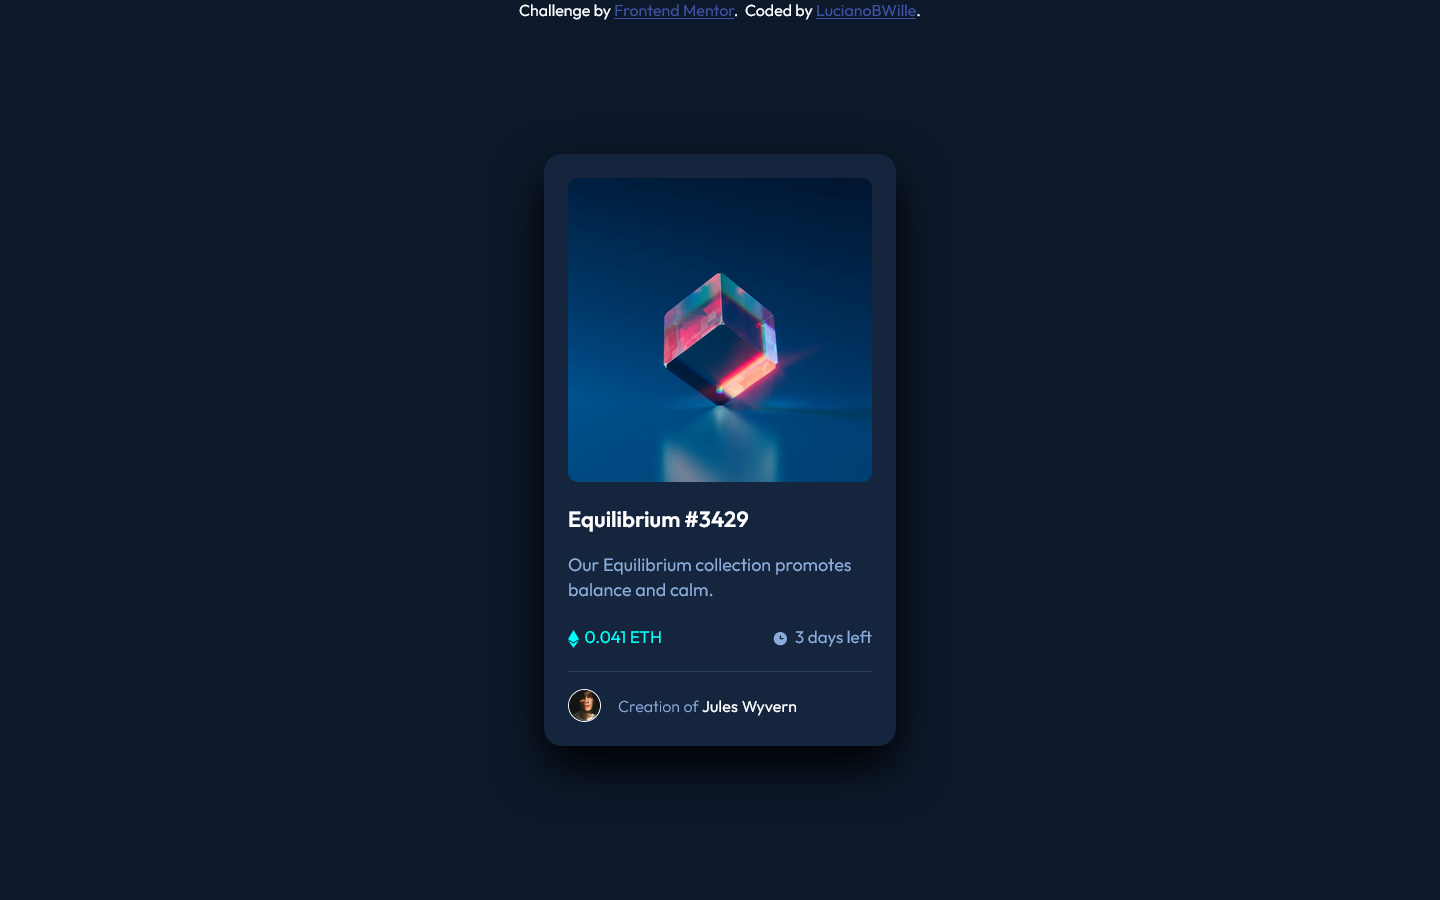 Challenge by Frontend Mentor. Coded by LucianoBWille.
Equilibrium #3429
Our Equilibrium collection promotes
balance and calm.
0.041 ETH
3 days left
Creation of Jules Wyvern